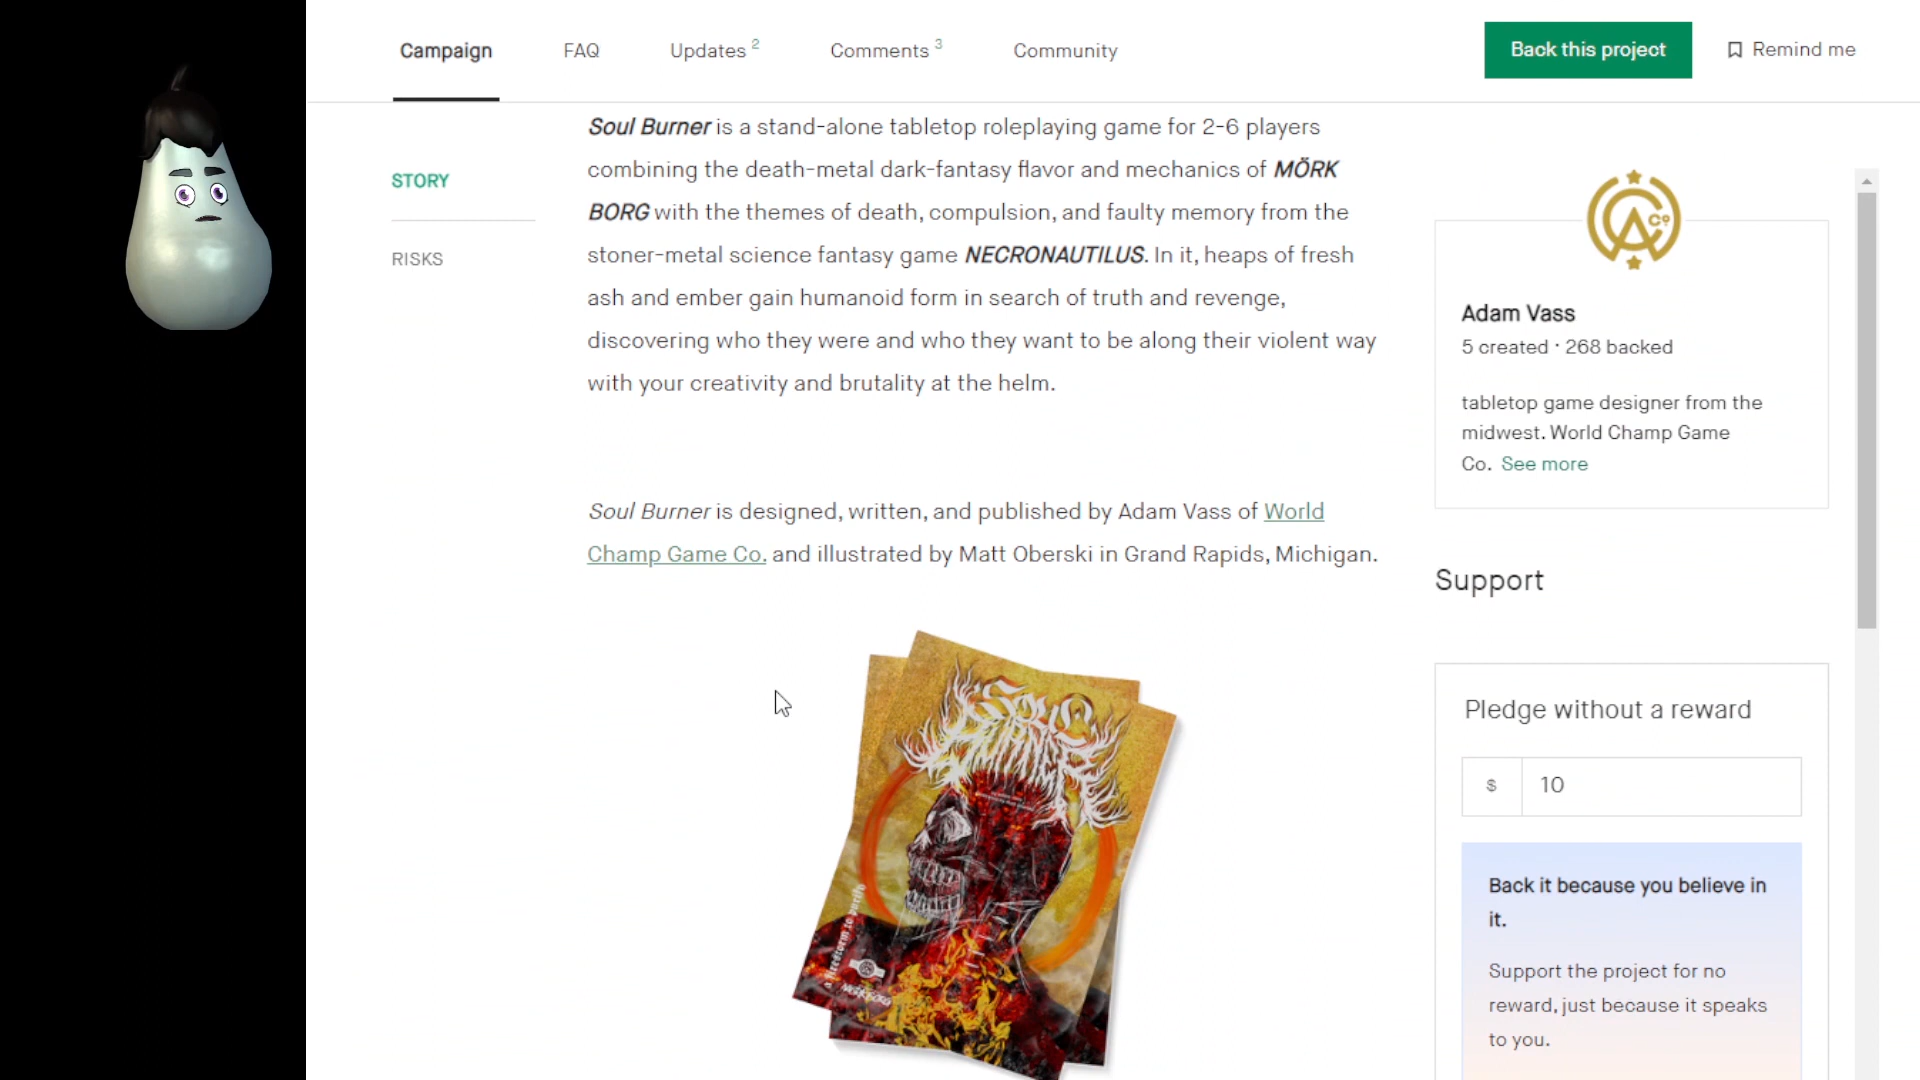 Campaign
FAQ
Updates 2
Comments 3
Community
Back this project
Remind me
STORY
RISKS
Soul Burner is a stand-alone tabletop roleplaying game for 2-6 players
combining the death-metal dark-fantasy flavor and mechanics of MÖRK
BORG with the themes of death, compulsion, and faulty memory from the
stoner-metal science fantasy game NECRONAUTILUS. In it, heaps of fresh
ash and ember gain humanoid form in search of truth and revenge,
discovering who they were and who they want to be along their violent way
with your creativity and brutality at the helm.
Soul Burner is designed, written, and published by Adam Vass of World
Champ Game Co. and illustrated by Matt Oberski in Grand Rapids, Michigan.
Soul
Burner
Adam Vass
5 created · 268 backed
tabletop game designer from the
midwest. World Champ Game
Co. See more
Support
Pledge without a reward
$ 10
Back it because you believe in
it.
Support the project for no
reward, just because it speaks
to you.